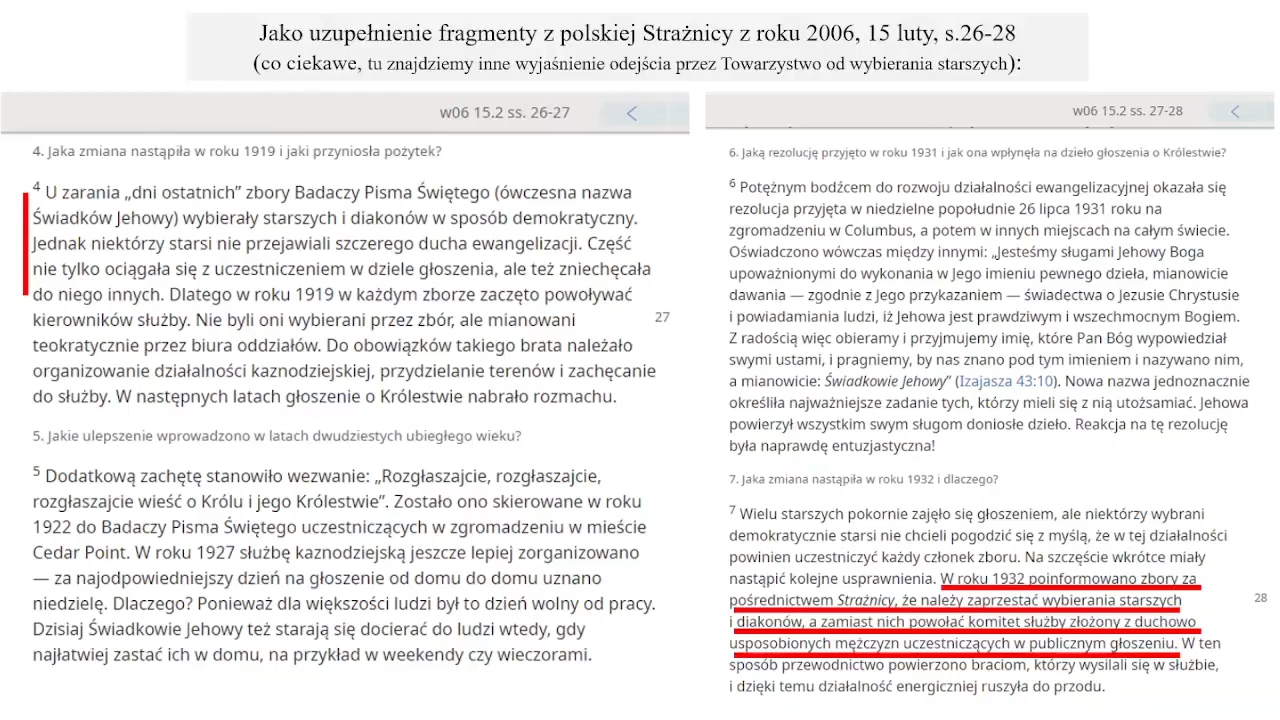 Jako uzupełnienie fragmenty z polskiej Strażnicy z roku 2006, 15 luty, s.26-28
(co ciekawe, tu znajdziemy inne wyjaśnienie odejścia przez Towarzystwo od wybierania starszych):
w06 15.2 ss. 26-27
4. Jaka zmiana nastąpiła w roku 1919 i jaki przyniosła pożytek?
4 U zarania „dni ostatnich” zbory Badaczy Pisma Świętego (ówczesna nazwa
Świadków Jehowy) wybierały starszych i diakonów w sposób demokratyczny.
Jednak niektórzy starsi nie przejawiali szczerego ducha ewangelizacji. Część
nie tylko ociągała się z uczestniczeniem w dziele głoszenia, ale też zniechęcała
do niego innych. Dlatego w roku 1919 w każdym zborze zaczęto powoływać
kierowników służby. Nie byli oni wybierani przez zbór, ale mianowani
27
teokratycznie przez biura oddziałów. Do obowiązków takiego brata należało
organizowanie działalności kaznodziejskiej, przydzielanie terenów i zachęcanie
do służby. W następnych latach głoszenie o Królestwie nabrało rozmachu.
5. Jakie ulepszenie wprowadzono w latach dwudziestych ubiegłego wieku?
5 Dodatkową zachętę stanowiło wezwanie: „Rozgłaszajcie, rozgłaszajcie,
rozgłaszajcie wieść o Królu i jego Królestwie”. Zostało ono skierowane w roku
1922 do Badaczy Pisma Świętego uczestniczących w zgromadzeniu w mieście
Cedar Point. W roku 1927 służbę kaznodziejską jeszcze lepiej zorganizowano
— za najodpowiedniejszy dzień na głoszenie od domu do domu uznano
niedzielę. Dlaczego? Ponieważ dla większości ludzi był to dzień wolny od pracy.
Dzisiaj Świadkowie Jehowy też starają się docierać do ludzi wtedy, gdy
najłatwiej zastać ich w domu, na przykład w weekendy czy wieczorami.
w06 15.2 ss. 27-28
6. Jaką rezolucję przyjęto w roku 1931 i jak ona wpłynęła na dzieło głoszenia o Królestwie?
6 Potężnym bodźcem do rozwoju działalności ewangelizacyjnej okazała się
rezolucja przyjęta w niedzielne popołudnie 26 lipca 1931 roku na
zgromadzeniu w Columbus, a potem w innych miejscach na całym świecie.
Oświadczono wówczas między innymi: „Jesteśmy sługami Jehowy Boga
upoważnionymi do wykonania w Jego imieniu pewnego dzieła, mianowicie
dawania — zgodnie z Jego przykazaniem — świadectwa o Jezusie Chrystusie
i powiadamiania ludzi, iż Jehowa jest prawdziwym i wszechmocnym Bogiem.
Z radością więc obieramy i przyjmujemy imię, które Pan Bóg wypowiedział
swymi ustami, i pragniemy, by nas znano pod tym imieniem i nazywano nim,
a mianowicie: Świadkowie Jehowy” (Izajasza 43:10). Nowa nazwa jednoznacznie
określiła najważniejsze zadanie tych, którzy mieli się z nią utożsamiać. Jehowa
powierzył wszystkim swym sługom doniosłe dzieło. Reakcja na tę rezolucję
była naprawdę entuzjastyczna!
7. Jaka zmiana nastąpiła w roku 1932 i dlaczego?
7 Wielu starszych pokornie zajęło się głoszeniem, ale niektórzy wybrani
demokratycznie starsi nie chcieli pogodzić się z myślą, że w tej działalności
powinien uczestniczyć każdy członek zboru. Na szczęście wkrótce miały
nastąpić kolejne usprawnienia. W roku 1932 poinformowano zbory za
pośrednictwem Strażnicy, że należy zaprzestać wybierania starszych
28
i diakonów, a zamiast nich powołać komitet służby złożony z duchowo
usposobionych mężczyzn uczestniczących w publicznym głoszeniu. W ten
sposób przewodnictwo powierzono braciom, którzy wysilali się w służbie,
i dzięki temu działalność energiczniej ruszyła do przodu.